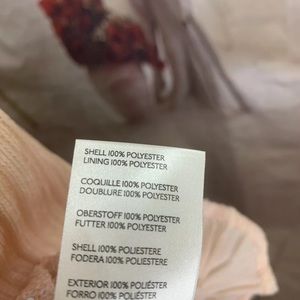 SHELL 100% POLYESTER
LINING 100% POLYESTER
COQUILLE 100% POLYESTER
DOUBLURE 100% POLYESTER
OBERSTOFF 100% POLYESTER
FUTTER 100% POLYESTER
SHELL 100% POLIESTERE
FODERA 100% POLIESTERE
EXTERIOR 100% POLIÉSTER
FORRO 100% POLIÉSTER